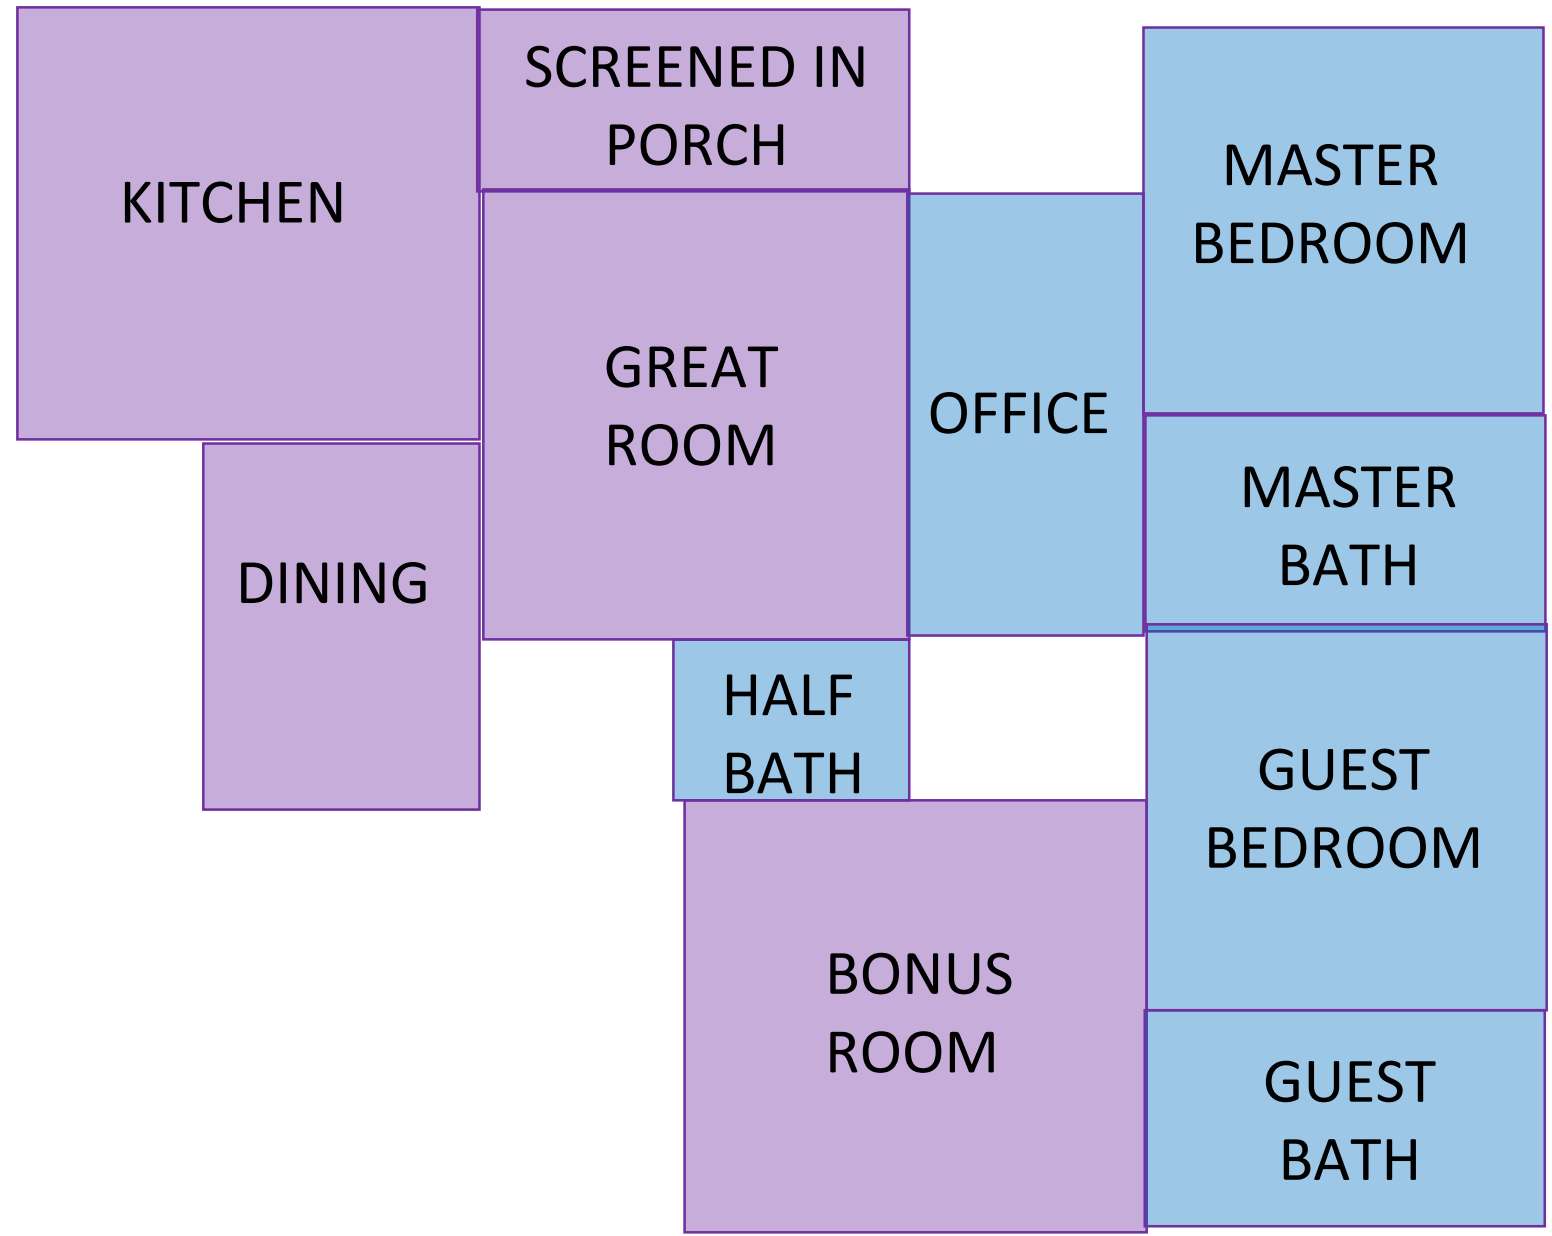 KITCHEN
SCREENED IN
PORCH
MASTER
BEDROOM
GREAT
ROOM
OFFICE
MASTER
BATH
DINING
HALF
BATH
GUEST
BEDROOM
BONUS
ROOM
GUEST
BATH